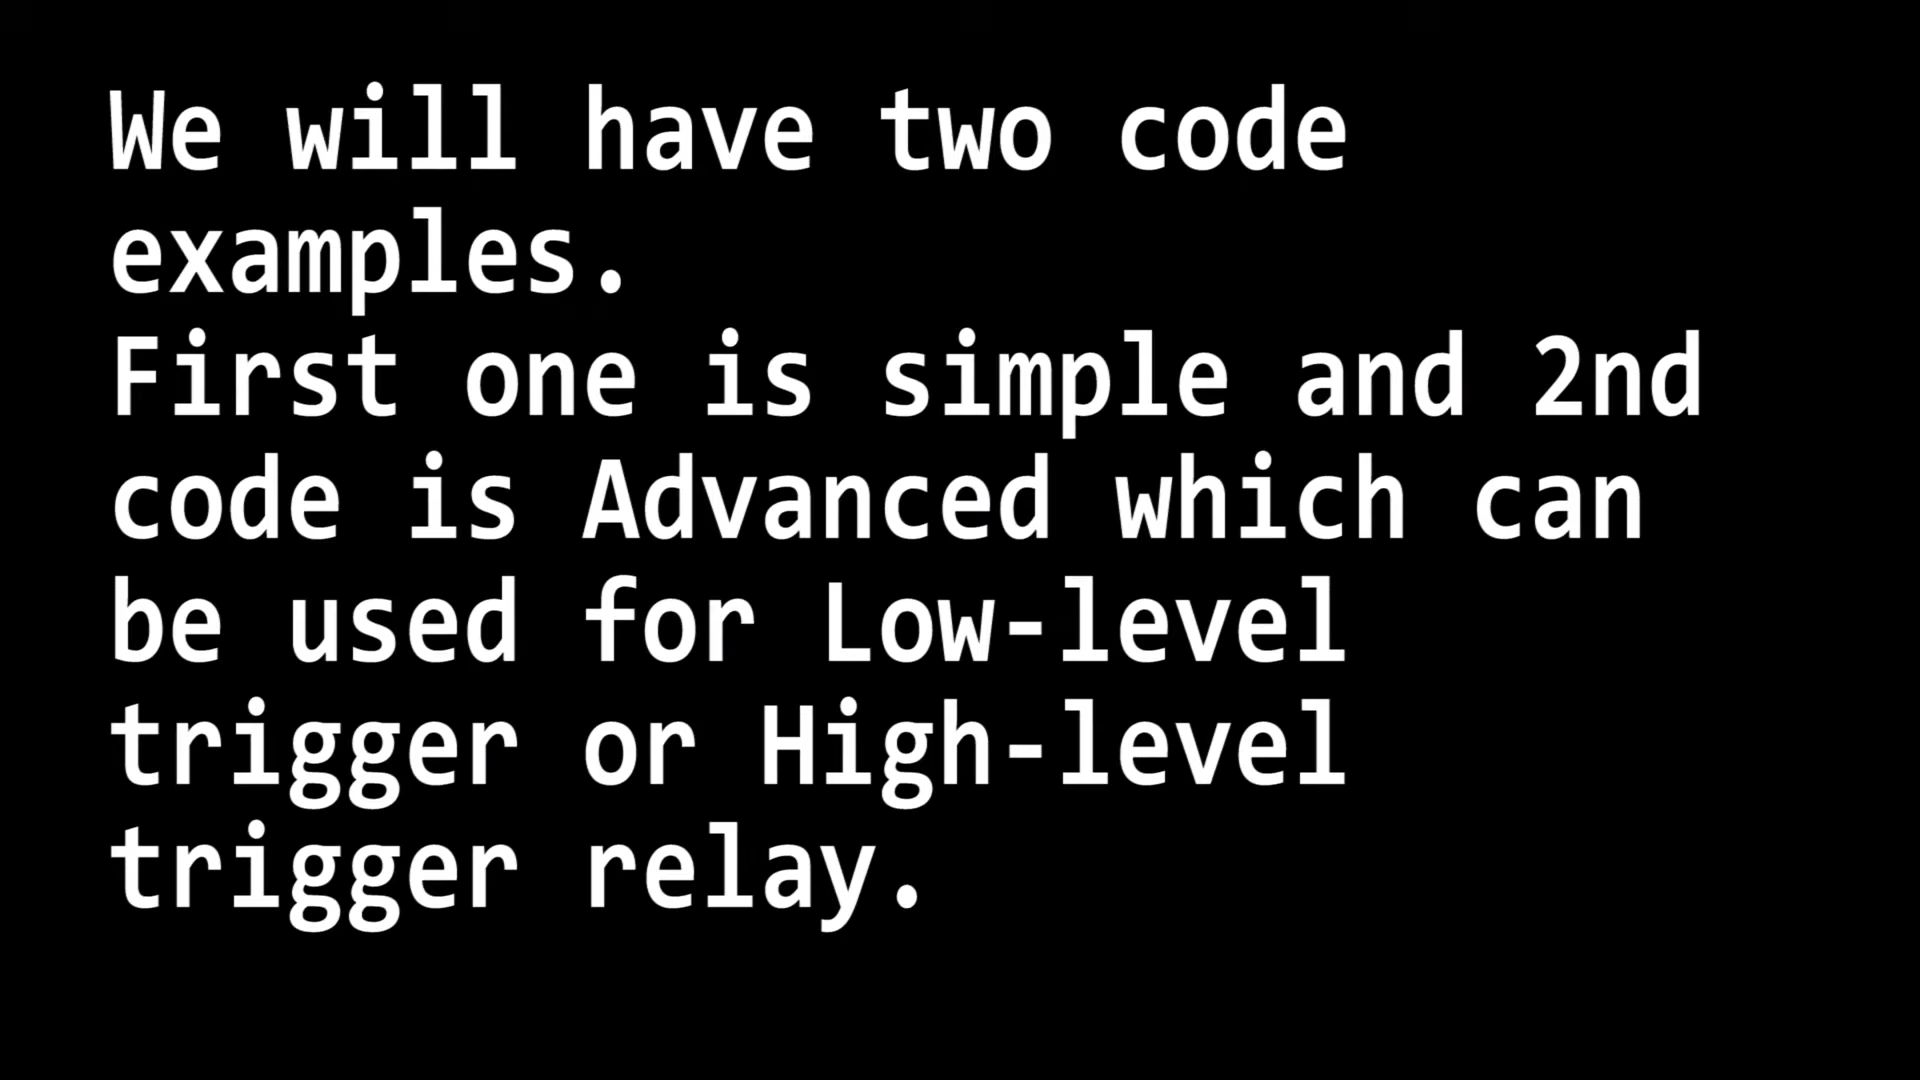 We will have two code
examples.
First one is simple and 2nd
code is Advanced which can
be used for Low-level
trigger or High-level
trigger relay.